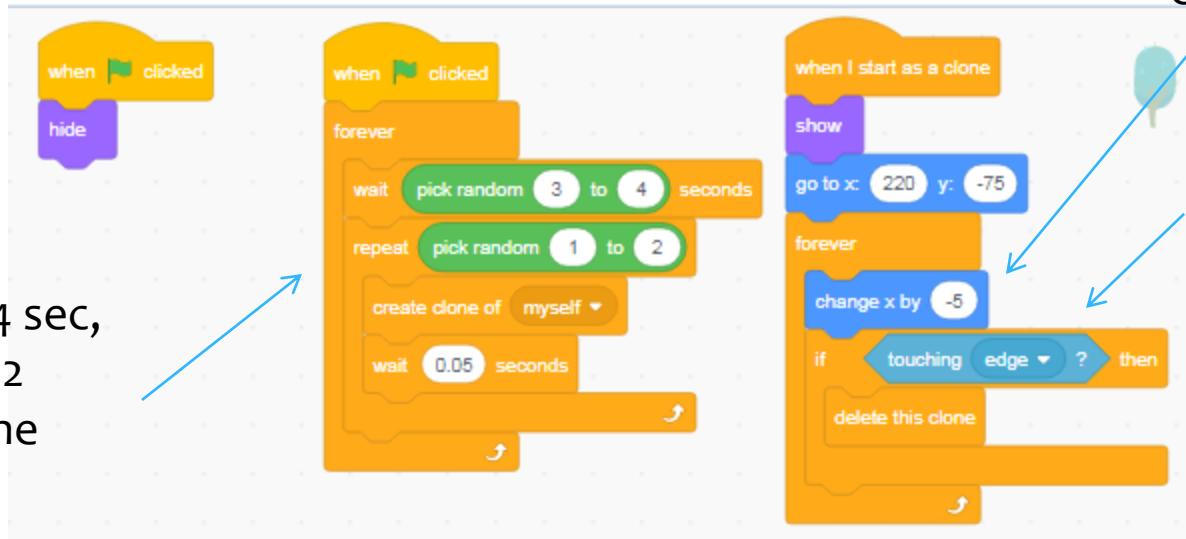 when clicked
hide
when clicked
forever
wait pick random 3 to 4 seconds
repeat pick random 1 to 2
create clone of myself
wait 0.05 seconds
when I start as a clone
show
go to x: 220 y: -75
forever
change x by -5
if touching edge ? then
delete this clone
4 sec,
2